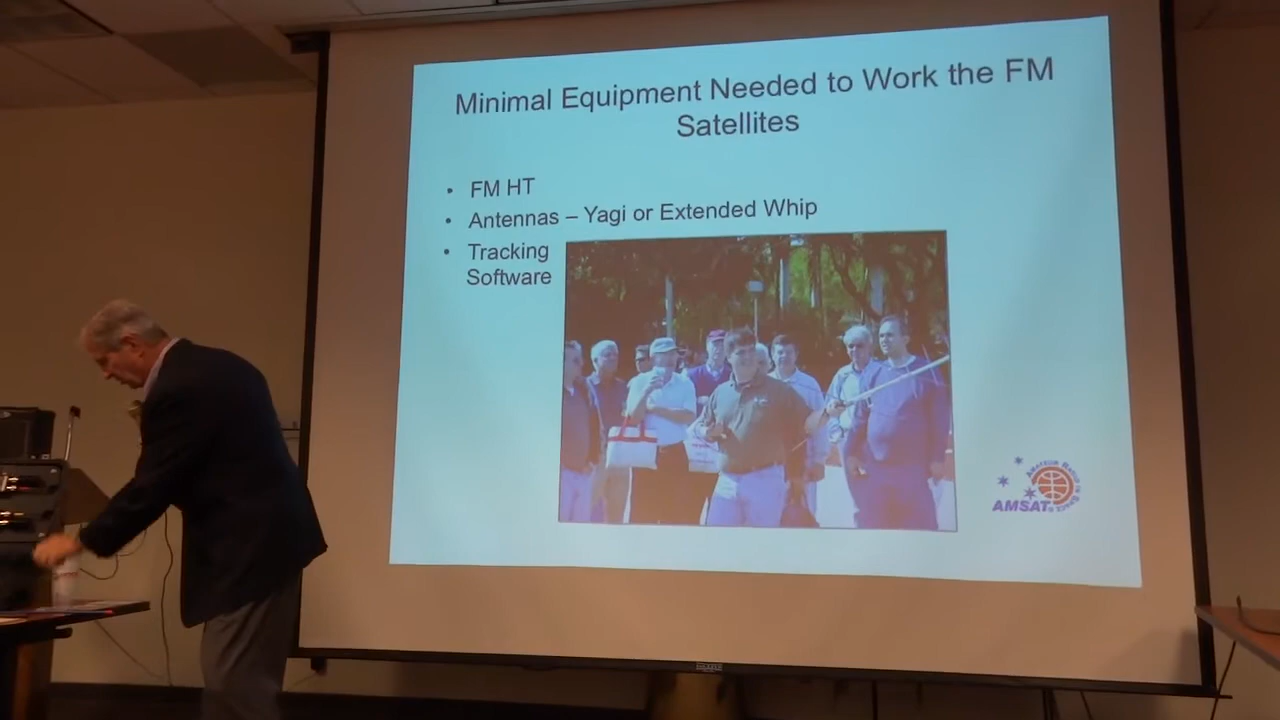 Minimal Equipment Needed to Work the FM
Satellites
• FM HT
• Antennas – Yagi or Extended Whip
• Tracking
Software
AMSAT